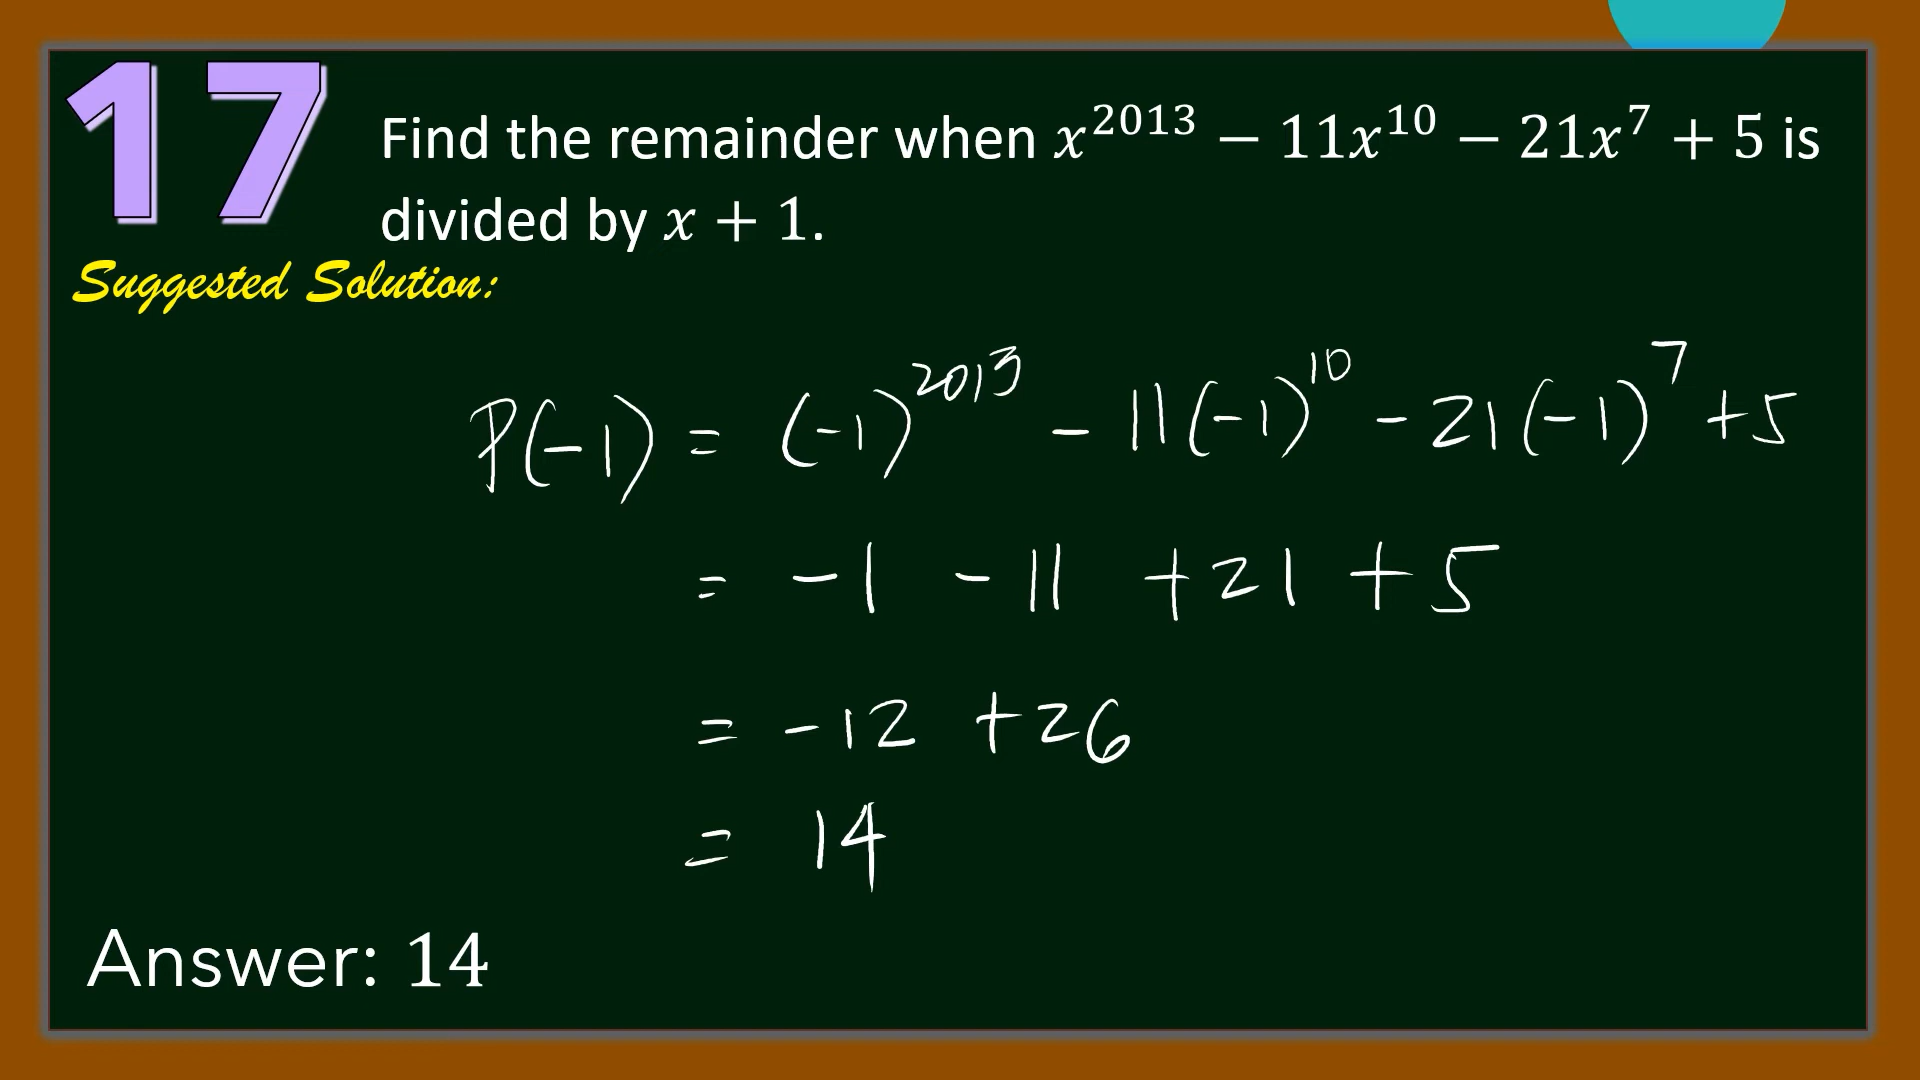 17
Find the remainder when x^2013 − 11x^10 − 21x^7 + 5 is
divided by x + 1.
Suggested Solution:
P(-1) = (-1)^2013 - 11(-1)^10 - 21(-1)^7 + 5
= -1 - 11 + 21 + 5
= -12 + 26
= 14
Answer: 14